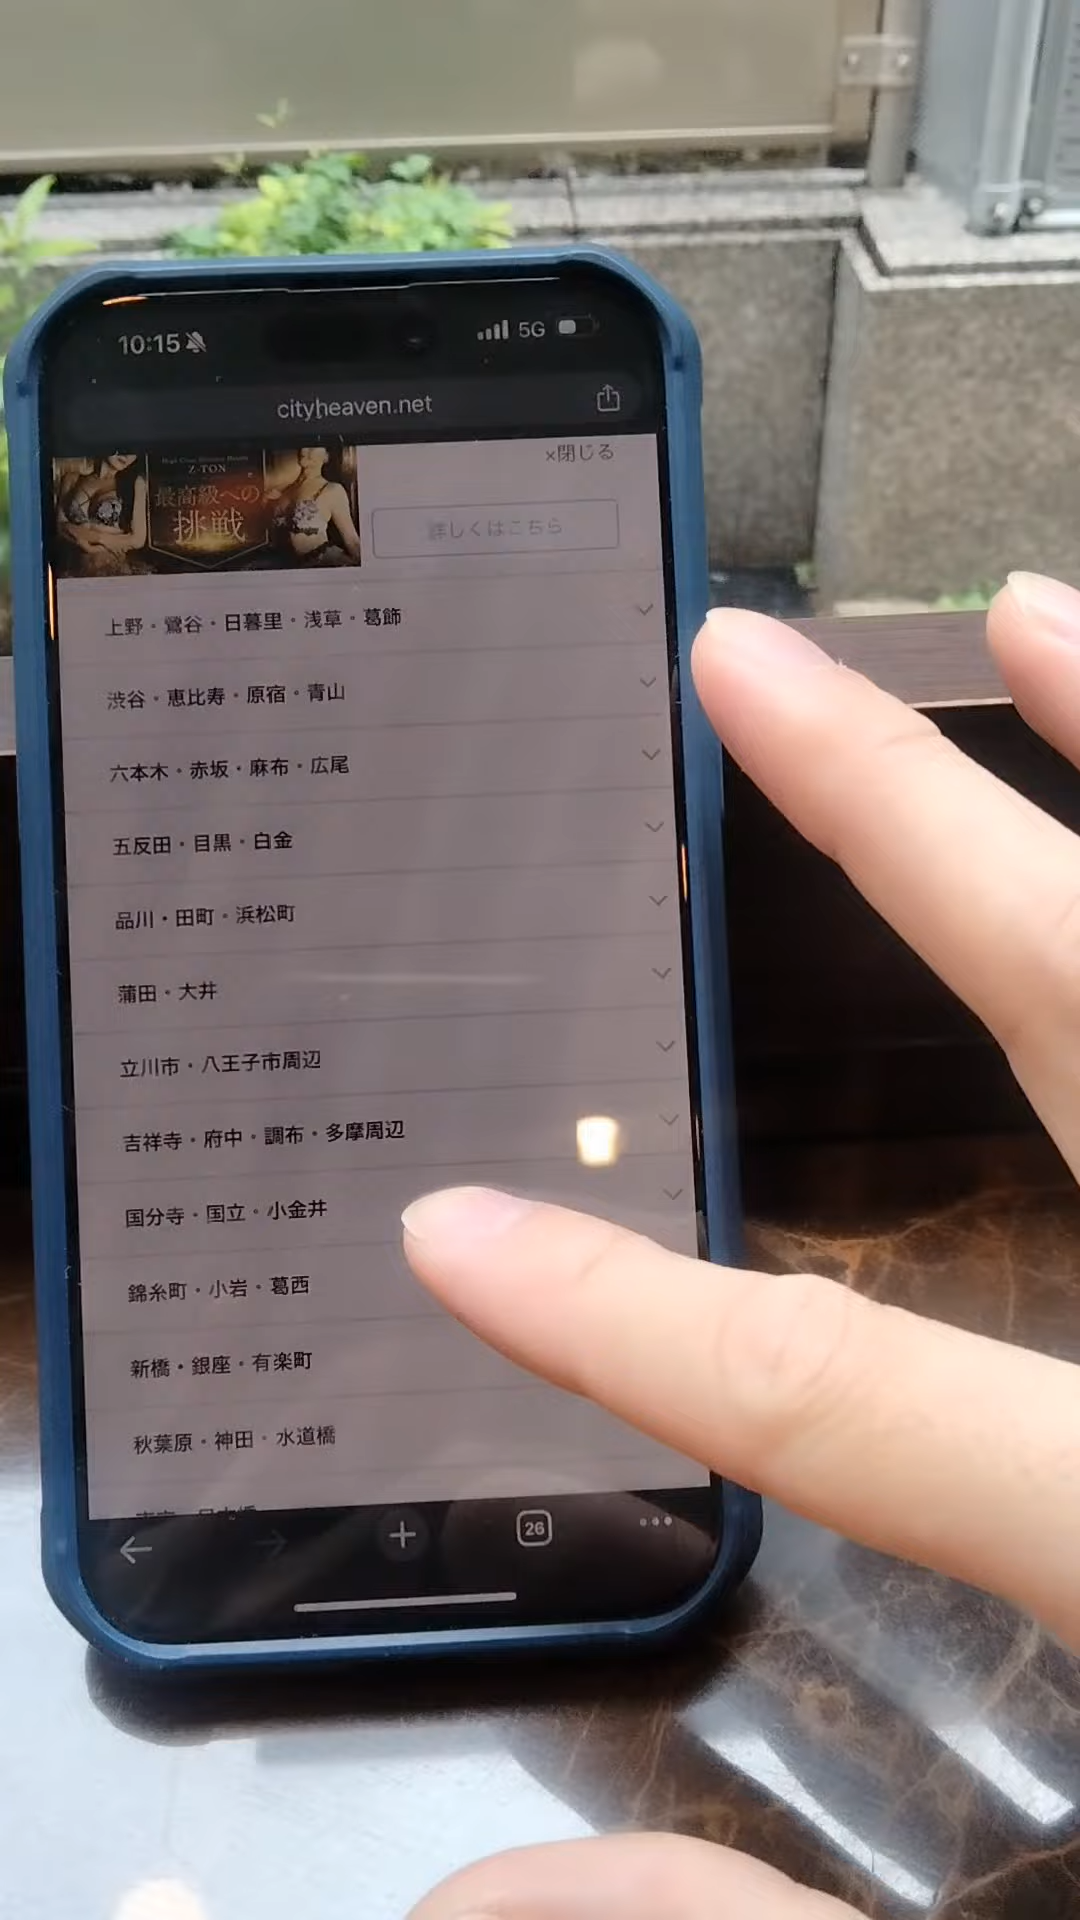 10:15
5G
cityheaven.net
×閉じる
Z-TON
最高級への
挑戦
詳しくはこちら
上野・鶯谷・日暮里・浅草・葛飾
渋谷・恵比寿・原宿・青山
六本木・赤坂・麻布・広尾
五反田・目黒・白金
品川・田町・浜松町
蒲田・大井
立川市・八王子市周辺
吉祥寺・府中・調布・多摩周辺
国分寺・国立・小金井
錦糸町・小岩・葛西
新橋・銀座・有楽町
秋葉原・神田・水道橋
26